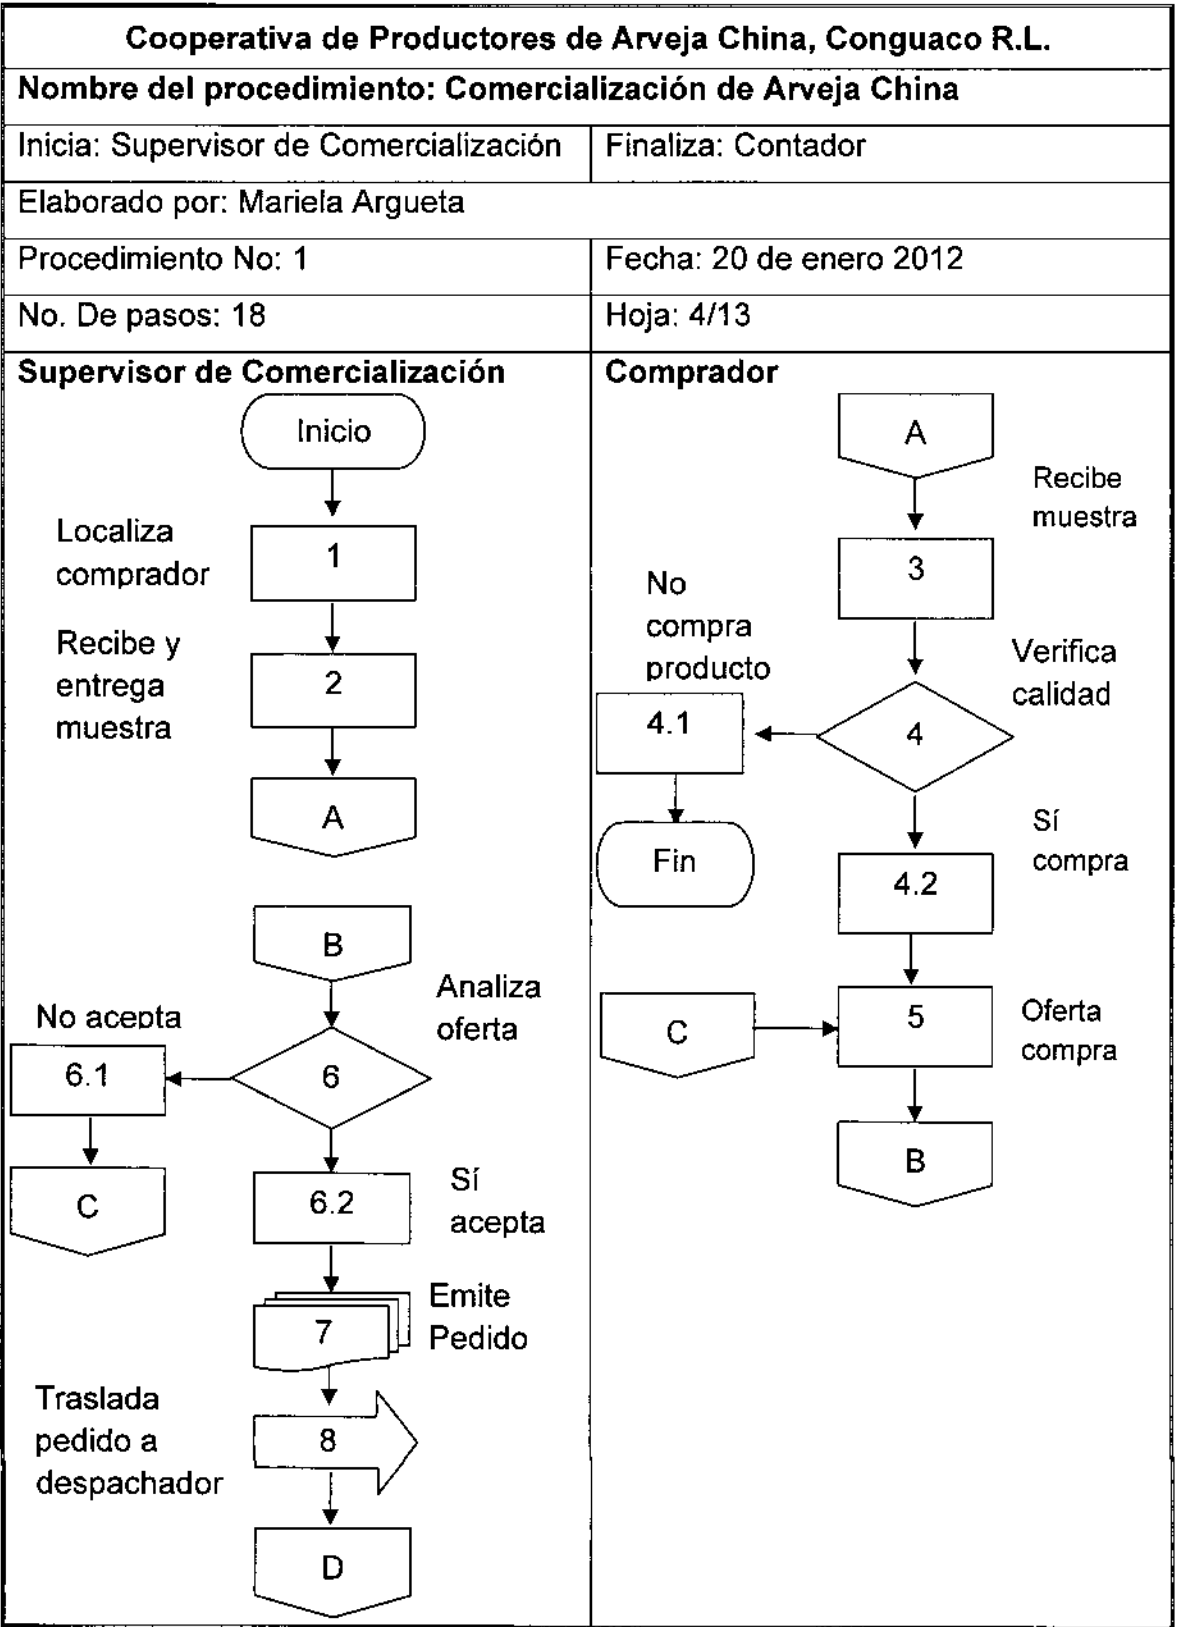 Cooperativa de Productores de Arveja China, Conguaco R.L.
Nombre del procedimiento: Comercialización de Arveja China
Inicia: Supervisor de Comercialización
Finaliza: Contador
Elaborado por: Mariela Argueta
Procedimiento No: 1
Fecha: 20 de enero 2012
No. De pasos: 18
Hoja: 4/13
Supervisor de Comercialización
Inicio
Localiza
comprador
1
Recibe y
entrega
muestra
2
A
B
Analiza
oferta
No acepta
6.1
6
C
6.2
Sí
acepta
7
Emite
Pedido
Traslada
pedido a
despachador
8
D
Comprador
A
Recibe
muestra
3
No
compra
producto
Verifica
calidad
4.1
4
Fin
Sí
compra
4.2
C
5
Oferta
compra
B